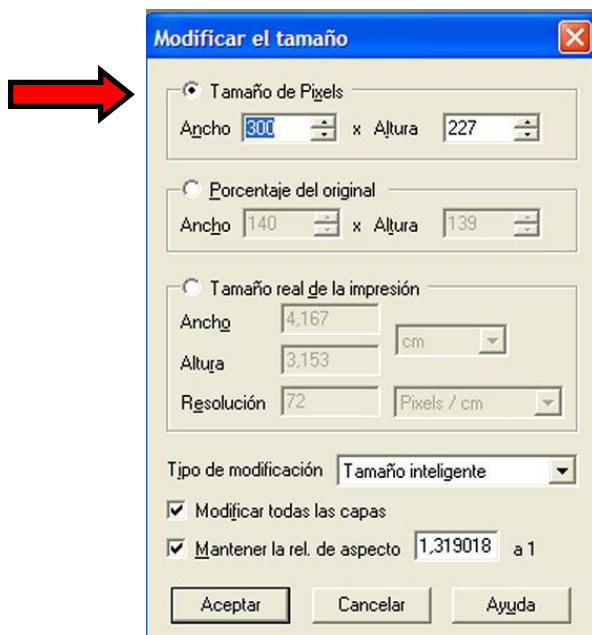 Modificar el tamaño
Tamaño de Pixels
Ancho 300 x Altura 227
Porcentaje del original
Ancho 140 x Altura 139
Tamaño real de la impresión
Ancho 4,167
cm
Altura 3,153
Resolución 72 Pixels / cm
Tipo de modificación Tamaño inteligente
Modificar todas las capas
Mantener la rel. de aspecto 1,319018 a 1
Aceptar Cancelar Ayuda